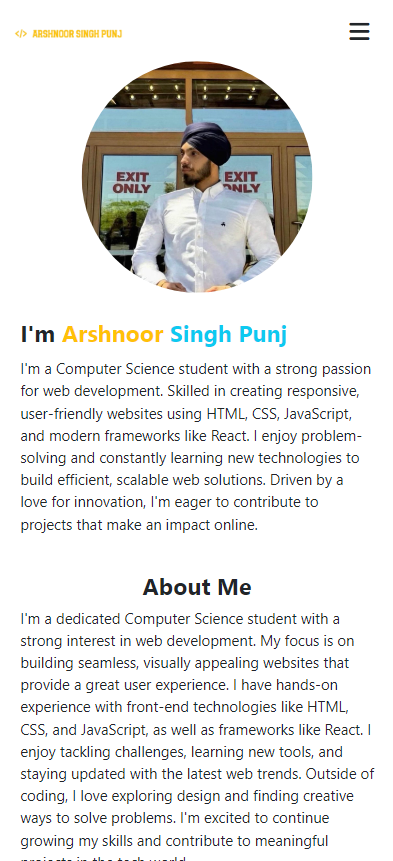 </> ARSHNOOR SINGH PUNJ
EXIT
ONLY
EXIT
ONLY
I'm Arshnoor Singh Punj
I'm a Computer Science student with a strong passion
for web development. Skilled in creating responsive,
user-friendly websites using HTML, CSS, JavaScript,
and modern frameworks like React. I enjoy problem-
solving and constantly learning new technologies to
build efficient, scalable web solutions. Driven by a
love for innovation, I'm eager to contribute to
projects that make an impact online.
About Me
I'm a dedicated Computer Science student with a
strong interest in web development. My focus is on
building seamless, visually appealing websites that
provide a great user experience. I have hands-on
experience with front-end technologies like HTML,
CSS, and JavaScript, as well as frameworks like React. I
enjoy tackling challenges, learning new tools, and
staying updated with the latest web trends. Outside of
coding, I love exploring design and finding creative
ways to solve problems. I'm excited to continue
growing my skills and contribute to meaningful
projects in the tech world